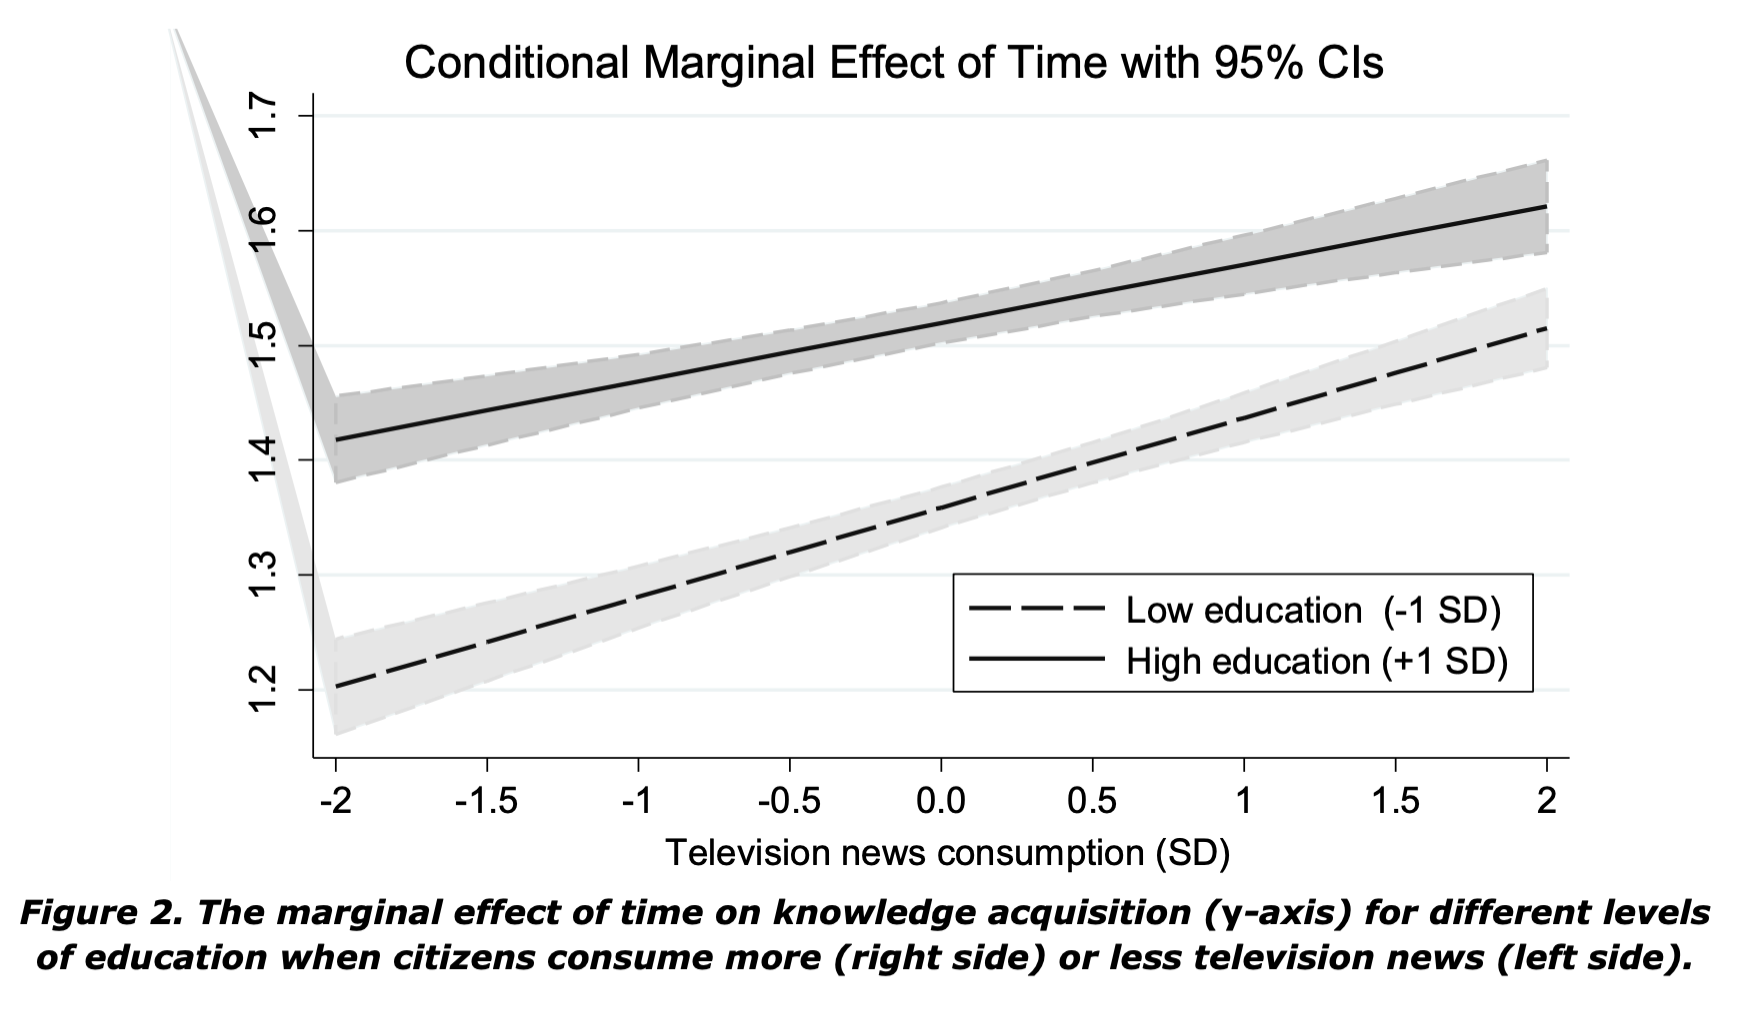 Conditional Marginal Effect of Time with 95% CIs
1.7
1.6
1.5
1.4
1.3
1.2
Low education (-1 SD)
High education (+1 SD)
-2 -1.5 -1 -0.5 0.0 0.5 1 1.5 2
Television news consumption (SD)
Figure 2. The marginal effect of time on knowledge acquisition (y-axis) for different levels
of education when citizens consume more (right side) or less television news (left side).